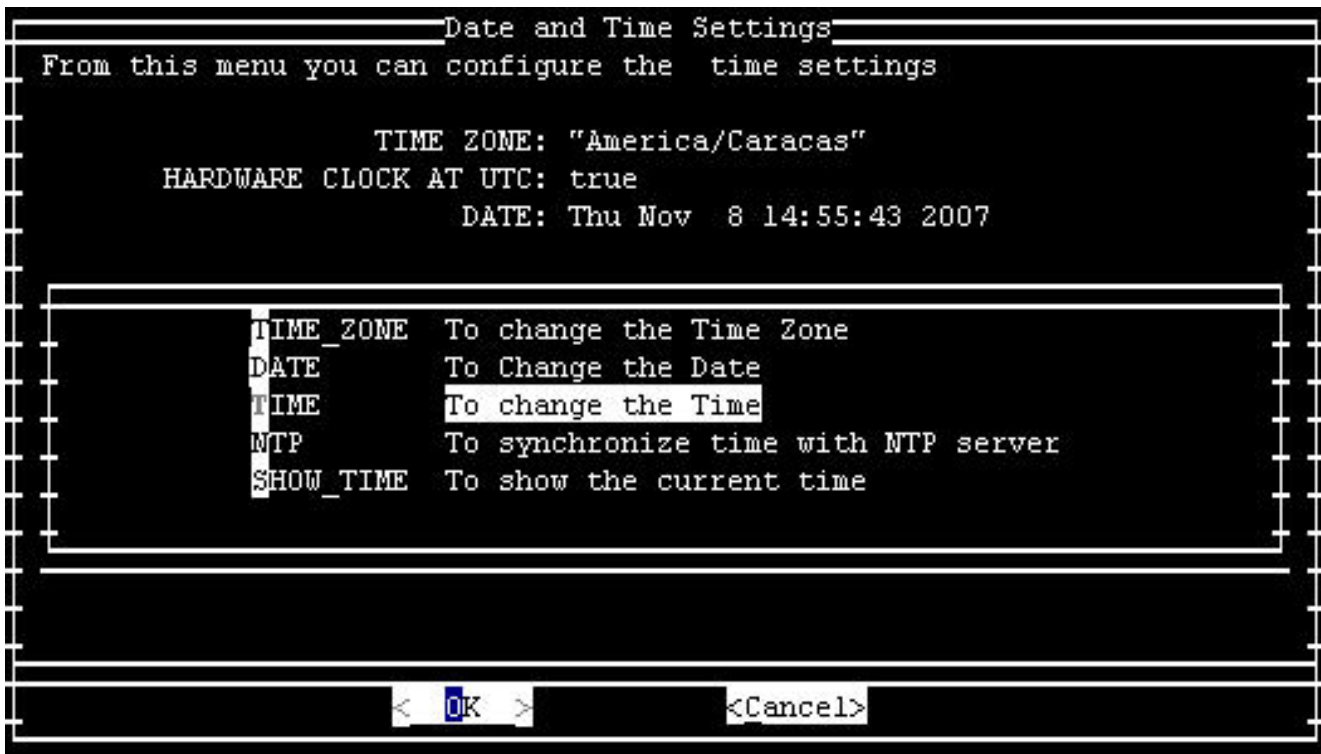 Date and Time Settings
From this menu you can configure the  time settings
TIME ZONE: "America/Caracas"
HARDWARE CLOCK AT UTC: true
DATE: Thu Nov  8 14:55:43 2007
TIME_ZONE  To change the Time Zone
DATE  To Change the Date
TIME  To change the Time
NTP  To synchronize time with NTP server
SHOW_TIME  To show the current time
<  OK  >  <Cancel>